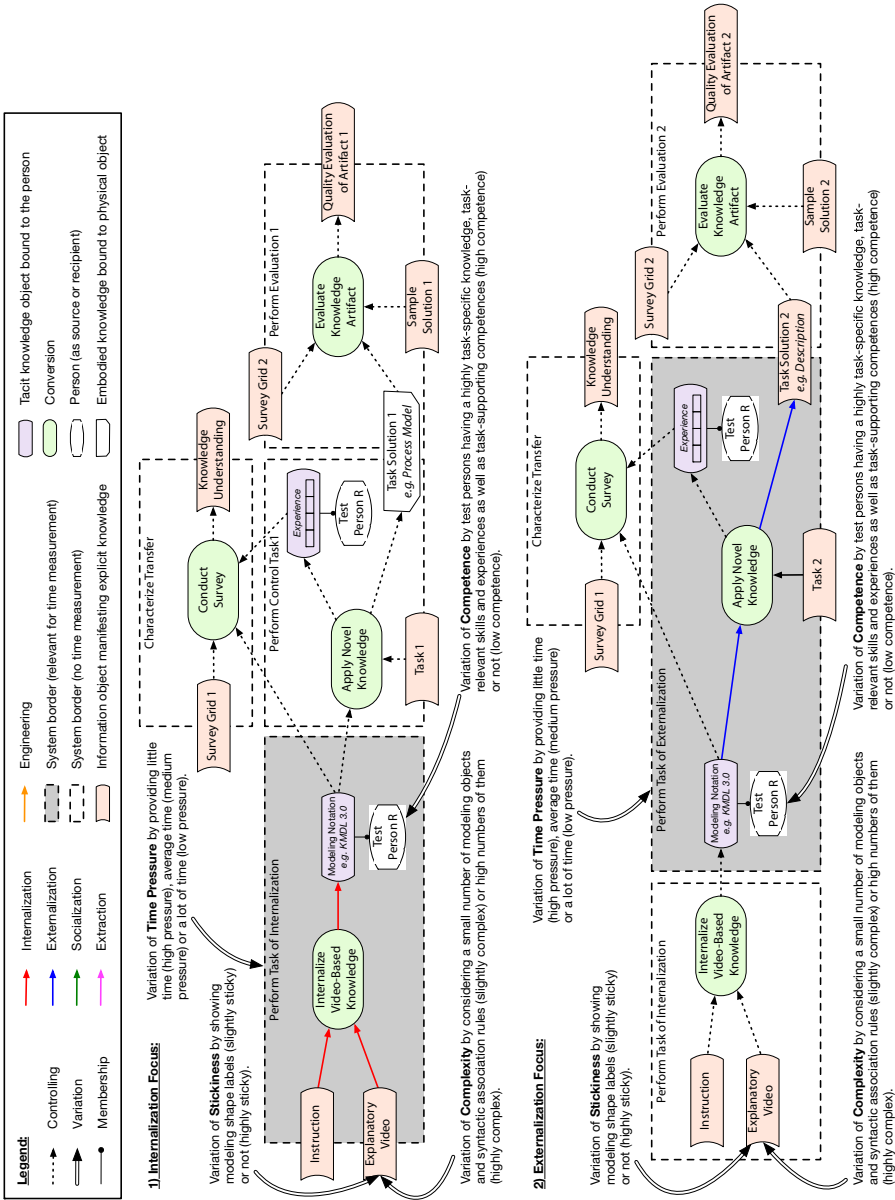 Legend:
Controlling
Variation
Membership
Internalization
Externalization
Socialization
Extraction
Engineering
System border (relevant for time measurement)
System border (no time measurement)
Information object manifesting explicit knowledge
Tacit knowledge object bound to the person
Conversion
Person (as source or recipient)
Embodied knowledge bound to physical object
1) Internalization Focus:
Variation of Stickiness by showing
modeling shape labels (slightly sticky)
or not (highly sticky).
Variation of Time Pressure by providing little
time (high pressure), average time (medium
pressure) or a lot of time (low pressure).
Perform Task of Internalization
Instruction
Explanatory
Video
Internalize
Video-Based
Knowledge
Modeling Notation
e.g. KMDL 3.0
Test
Person R
Characterize Transfer
Survey Grid 1
Conduct
Survey
Knowledge
Understanding
Perform Control Task1
Apply Novel
Knowledge
Task 1
Experience
Test
Person R
Task Solution 1
e.g. Process Model
Perform Evaluation 1
Survey Grid 2
Evaluate
Knowledge
Artifact
Sample
Solution 1
Quality Evaluation
of Artifact 1
Variation of Complexity by considering a small number of modeling objects
and syntactic association rules (slightly complex) or high numbers of them
(highly complex).
Variation of Competence by test persons having a highly task-specific knowledge, task-
relevant skills and experiences as well as task-supporting competences (high competence)
or not (low competence).
2) Externalization Focus:
Variation of Stickiness by showing
modeling shape labels (slightly sticky)
or not (highly sticky).
Variation of Time Pressure by providing little time
(high pressure), average time (medium pressure)
or a lot of time (low pressure).
Perform Task of Internalization
Instruction
Explanatory
Video
Internalize
Video-Based
Knowledge
Perform Task of Externalization
Modeling Notation
e.g. KMDL 3.0
Test
Person R
Apply Novel
Knowledge
Task 2
Experience
Test
Person R
Characterize Transfer
Survey Grid 1
Conduct
Survey
Knowledge
Understanding
Task Solution 2
e.g. Description
Perform Evaluation 2
Survey Grid 2
Evaluate
Knowledge
Artifact
Sample
Solution 2
Quality Evaluation
of Artifact 2
Variation of Complexity by considering a small number of modeling objects
and syntactic association rules (slightly complex) or high numbers of them
(highly complex).
Variation of Competence by test persons having a highly task-specific knowledge, task-
relevant skills and experiences as well as task-supporting competences (high competence)
or not (low competence).